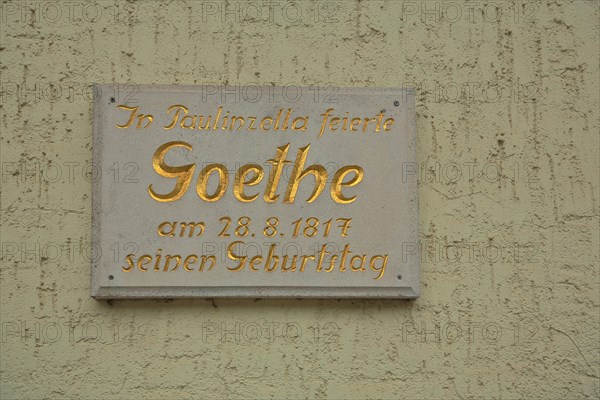 In Paulinzella feierte
Goethe
am 28.8.1817
seinen Geburtstag